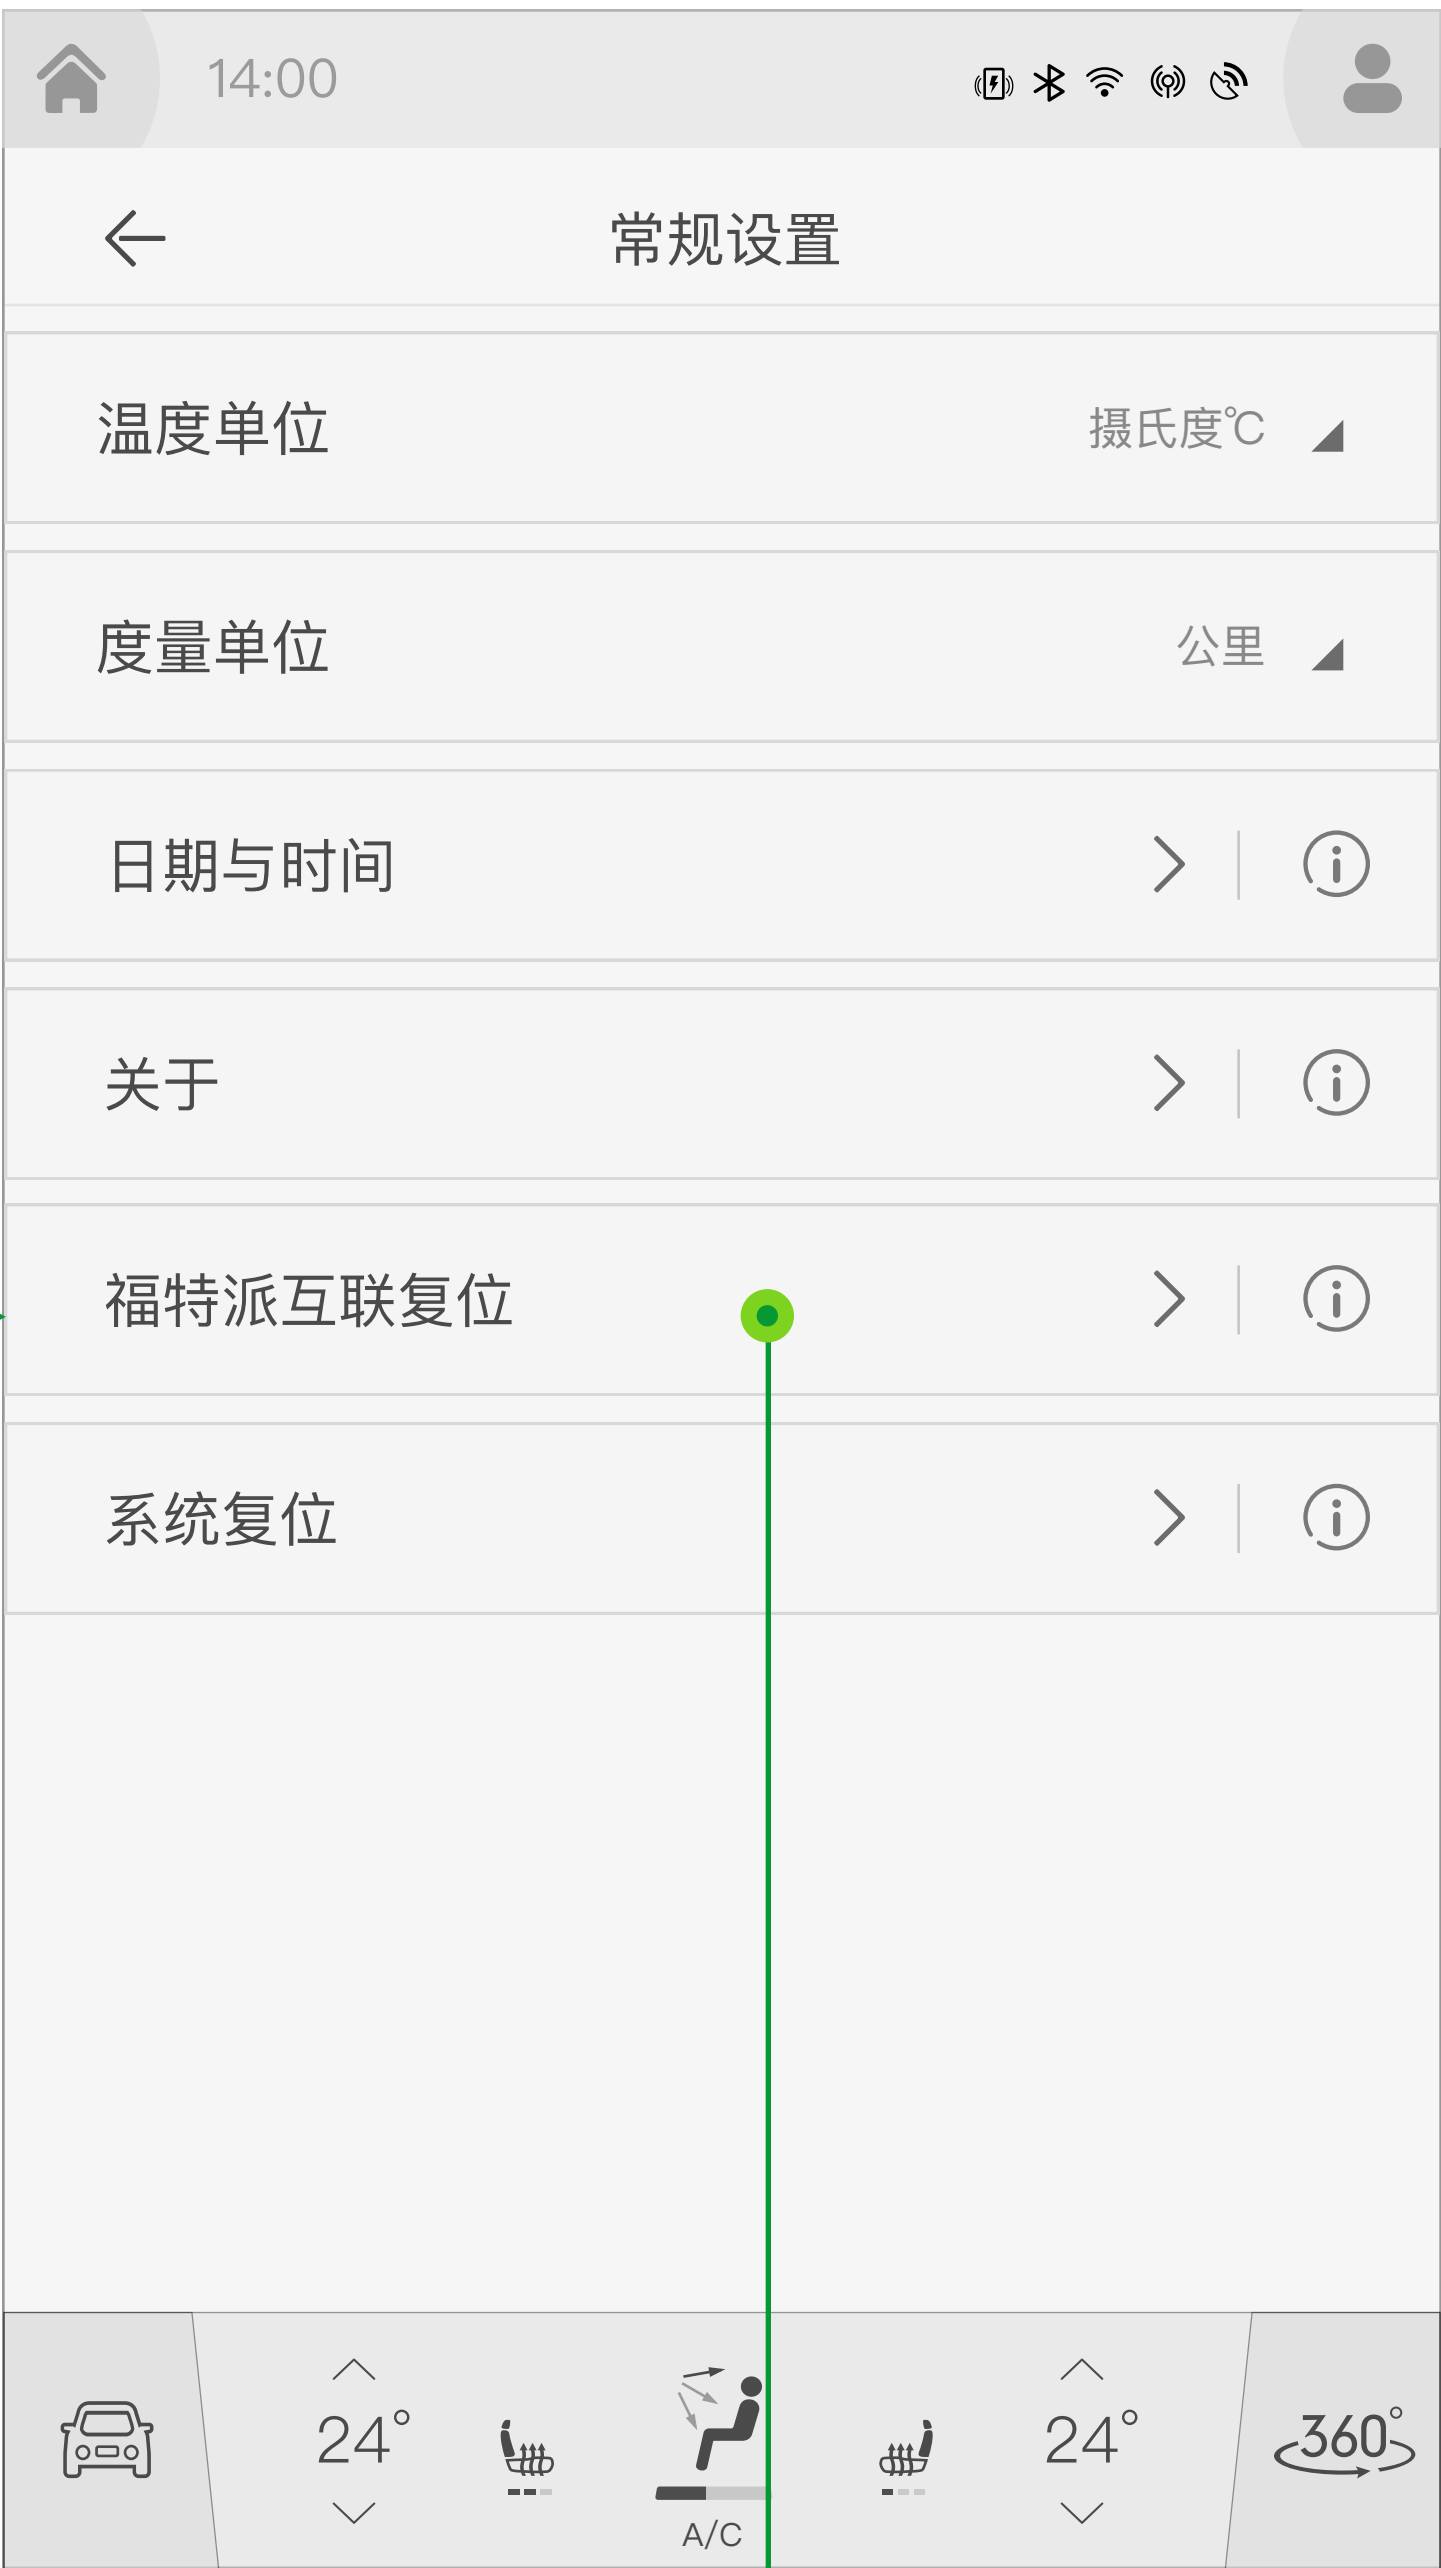 14:00
常规设置
温度单位 摄氏度℃
度量单位 公里
日期与时间
关于
福特派互联复位
系统复位
24° 24° 360°
A/C